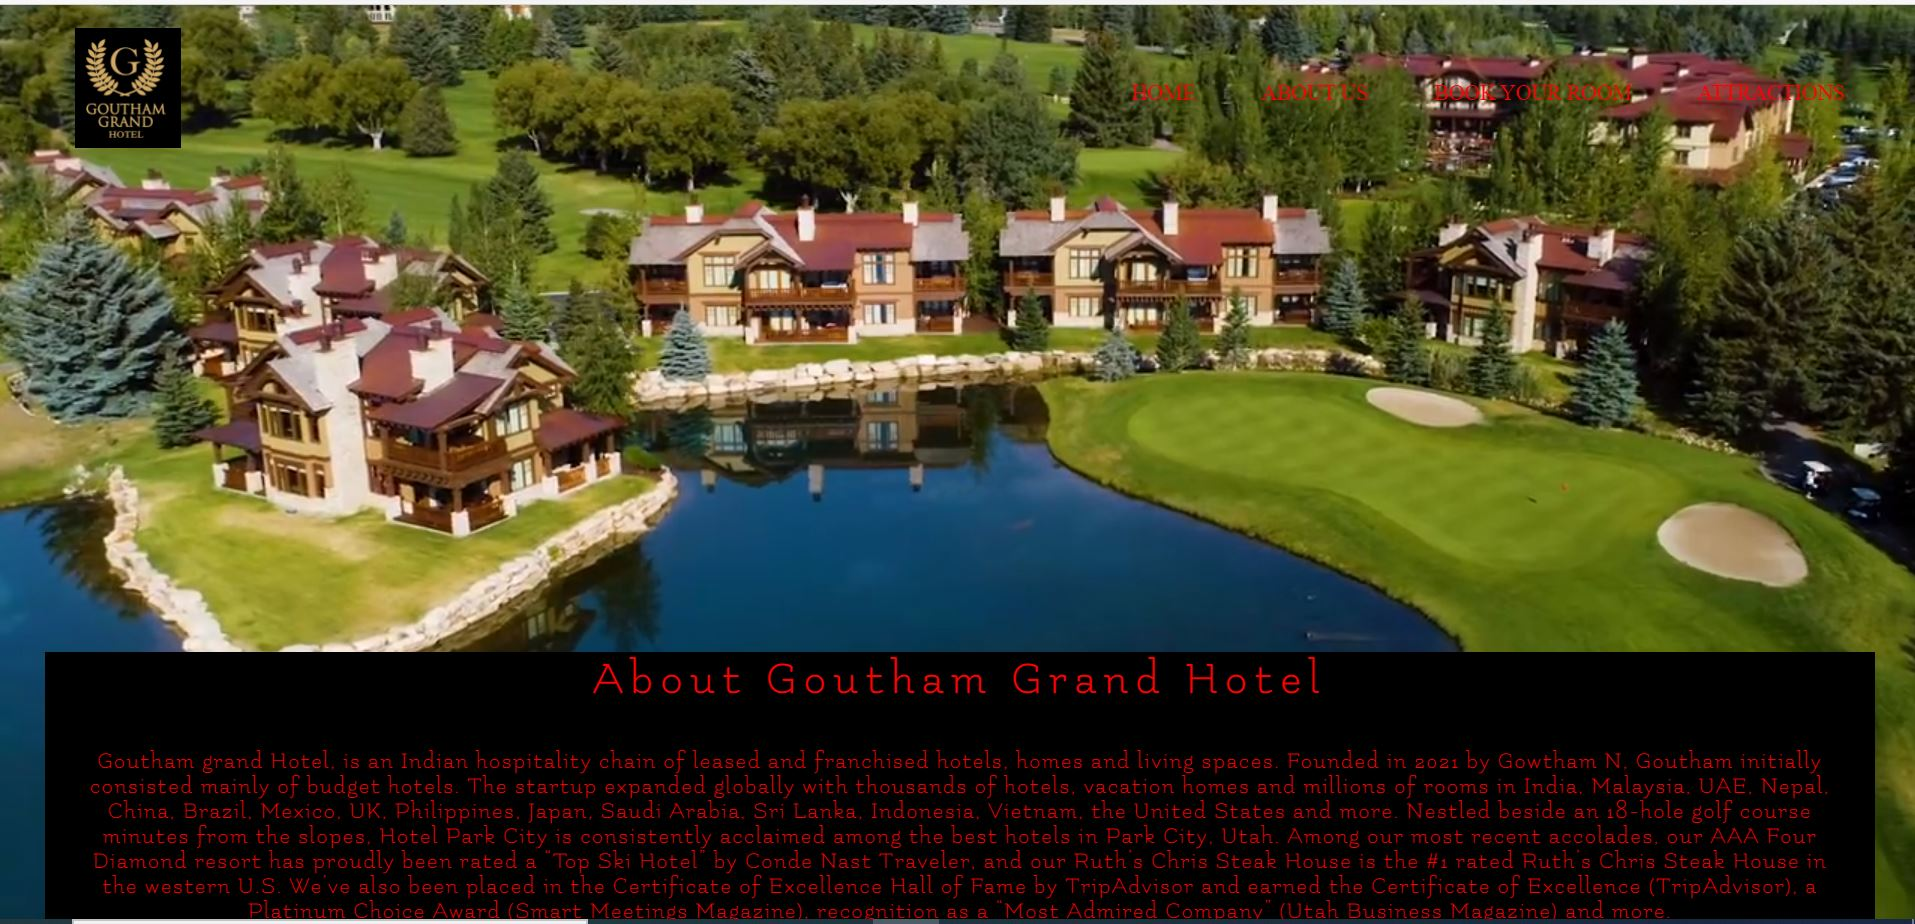 G
GOUTHAM
GRAND
HOTEL
HOME ABOUT US BOOK YOUR ROOM ATTRACTIONS
About Goutham Grand Hotel
Goutham grand Hotel, is an Indian hospitality chain of leased and franchised hotels, homes and living spaces. Founded in 2021 by Gowtham N, Goutham initially
consisted mainly of budget hotels. The startup expanded globally with thousands of hotels, vacation homes and millions of rooms in India, Malaysia, UAE, Nepal,
China, Brazil, Mexico, UK, Philippines, Japan, Saudi Arabia, Sri Lanka, Indonesia, Vietnam, the United States and more. Nestled beside an 18-hole golf course
minutes from the slopes, Hotel Park City is consistently acclaimed among the best hotels in Park City, Utah. Among our most recent accolades, our AAA Four
Diamond resort has proudly been rated a "Top Ski Hotel" by Conde Nast Traveler, and our Ruth's Chris Steak House is the #1 rated Ruth's Chris Steak House in
the western U.S. We've also been placed in the Certificate of Excellence Hall of Fame by TripAdvisor and earned the Certificate of Excellence (TripAdvisor), a
Platinum Choice Award (Smart Meetings Magazine), recognition as a "Most Admired Company" (Utah Business Magazine) and more.